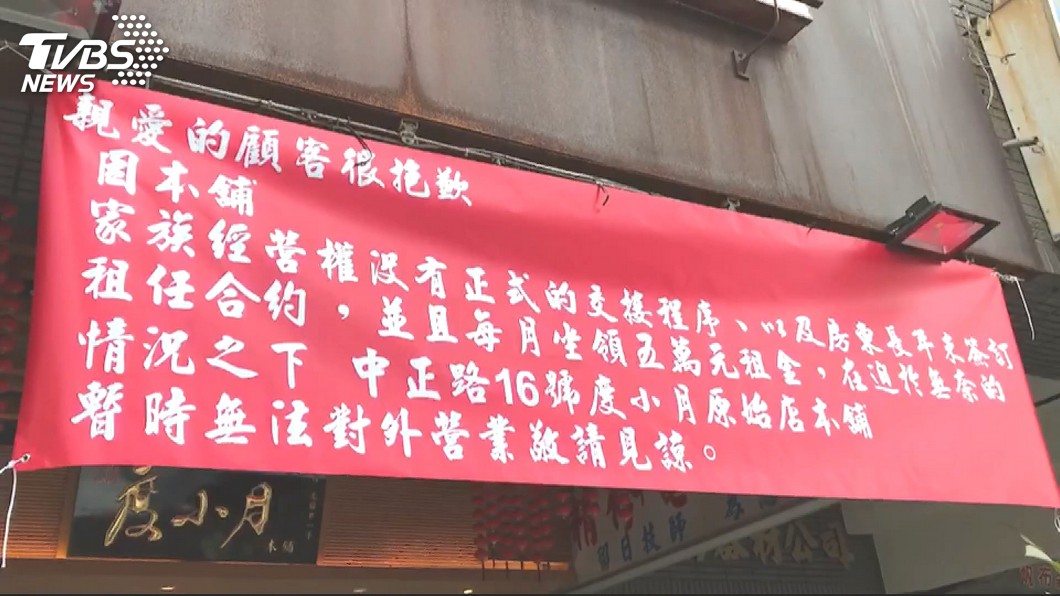 TVBS
NEWS
親愛的顧客很抱歉
因本舖
家族經營權沒有正式的交接程序、以及房東長年未簽訂
租任合約，並且每月坐領五萬元租金，在迫於無奈的
情況之下 中正路16號度小月原始店本舖
暫時無法對外營業敬請見諒。
度小月
本舖